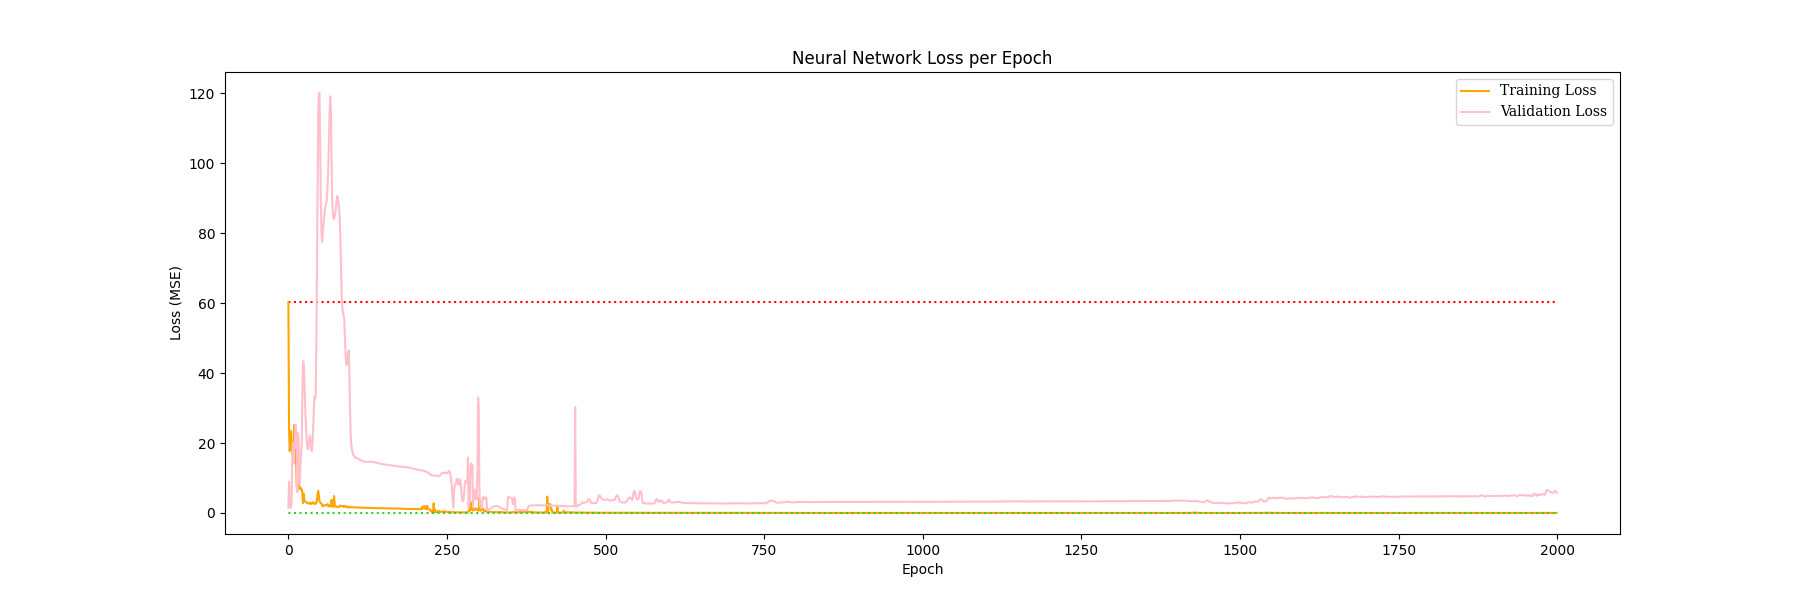 Neural Network Loss per Epoch
Training Loss
Validation Loss
120
100
80
60
40
20
0
Loss (MSE)
0 250 500 750 1000 1250 1500 1750 2000
Epoch